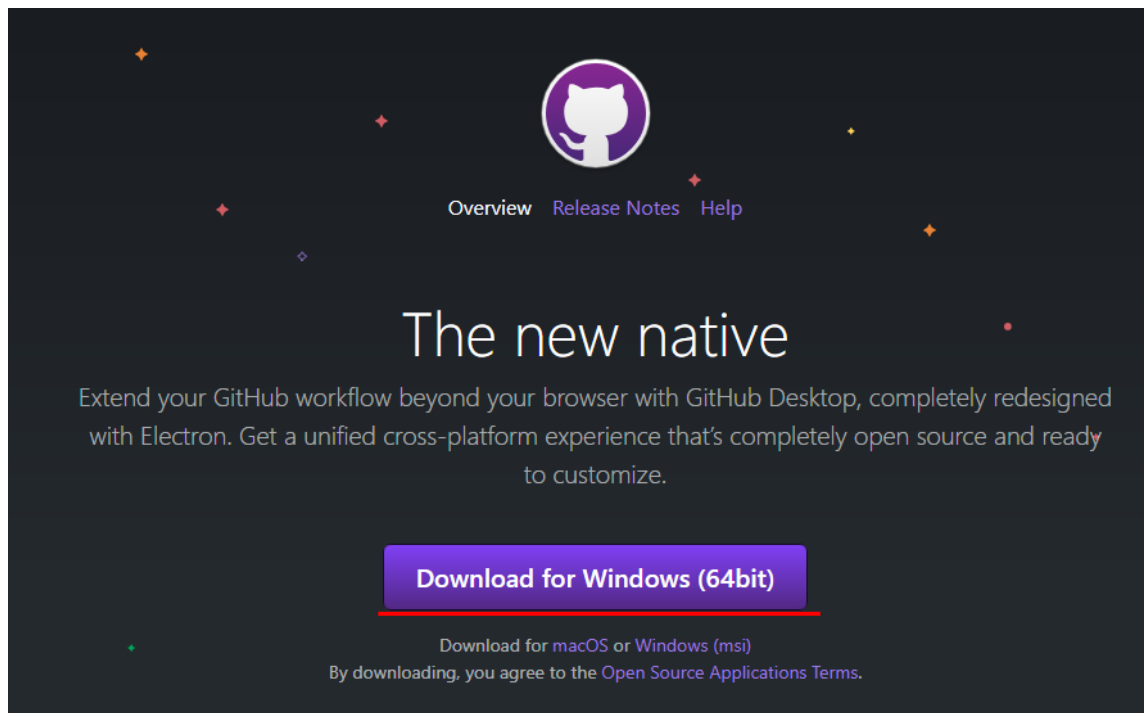 Overview Release Notes Help
The new native
Extend your GitHub workflow beyond your browser with GitHub Desktop, completely redesigned
with Electron. Get a unified cross-platform experience that's completely open source and ready
to customize.
Download for Windows (64bit)
Download for macOS or Windows (msi)
By downloading, you agree to the Open Source Applications Terms.